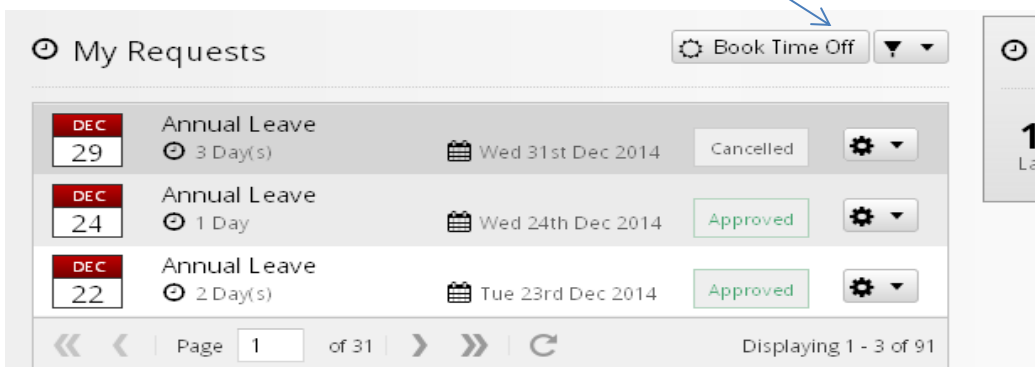 My Requests
Book Time Off
DEC
29
Annual Leave
3 Day(s)
Wed 31st Dec 2014
Cancelled
DEC
24
Annual Leave
1 Day
Wed 24th Dec 2014
Approved
DEC
22
Annual Leave
2 Day(s)
Tue 23rd Dec 2014
Approved
Page 1 of 31
Displaying 1 - 3 of 91